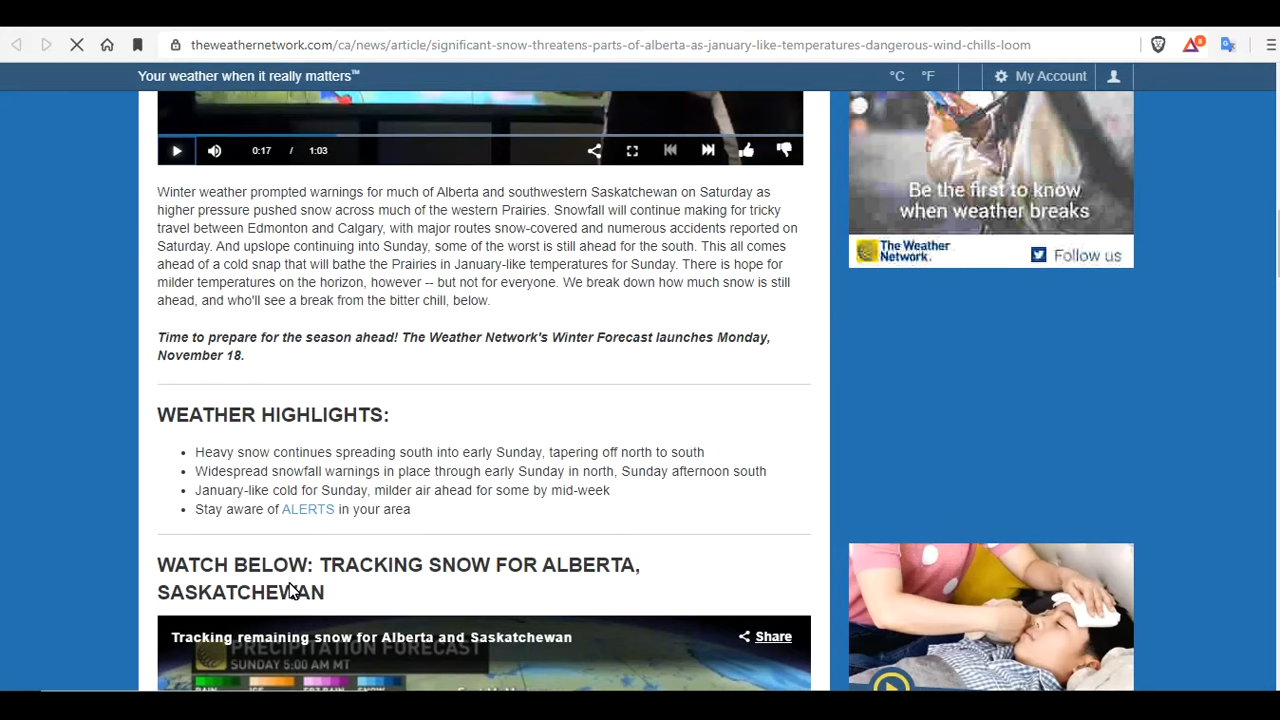 theweathernetwork.com/ca/news/article/significant-snow-threatens-parts-of-alberta-as-january-like-temperatures-dangerous-wind-chills-loom
8
Your weather when it really matters™
°C
°F
My Account
0:17 / 1:03
Be the first to know
when weather breaks
The Weather
Network.
Follow us
Winter weather prompted warnings for much of Alberta and southwestern Saskatchewan on Saturday as
higher pressure pushed snow across much of the western Prairies. Snowfall will continue making for tricky
travel between Edmonton and Calgary, with major routes snow-covered and numerous accidents reported on
Saturday. And upslope continuing into Sunday, some of the worst is still ahead for the south. This all comes
ahead of a cold snap that will bathe the Prairies in January-like temperatures for Sunday. There is hope for
milder temperatures on the horizon, however -- but not for everyone. We break down how much snow is still
ahead, and who'll see a break from the bitter chill, below.
Time to prepare for the season ahead! The Weather Network's Winter Forecast launches Monday,
November 18.
WEATHER HIGHLIGHTS:
• Heavy snow continues spreading south into early Sunday, tapering off north to south
• Widespread snowfall warnings in place through early Sunday in north, Sunday afternoon south
• January-like cold for Sunday, milder air ahead for some by mid-week
• Stay aware of ALERTS in your area
WATCH BELOW: TRACKING SNOW FOR ALBERTA,
SASKATCHEWAN
Tracking remaining snow for Alberta and Saskatchewan
Share
PRECIPITATION FORECAST
SUNDAY 5:00 AM MT
RAIN
ICE
SNOW